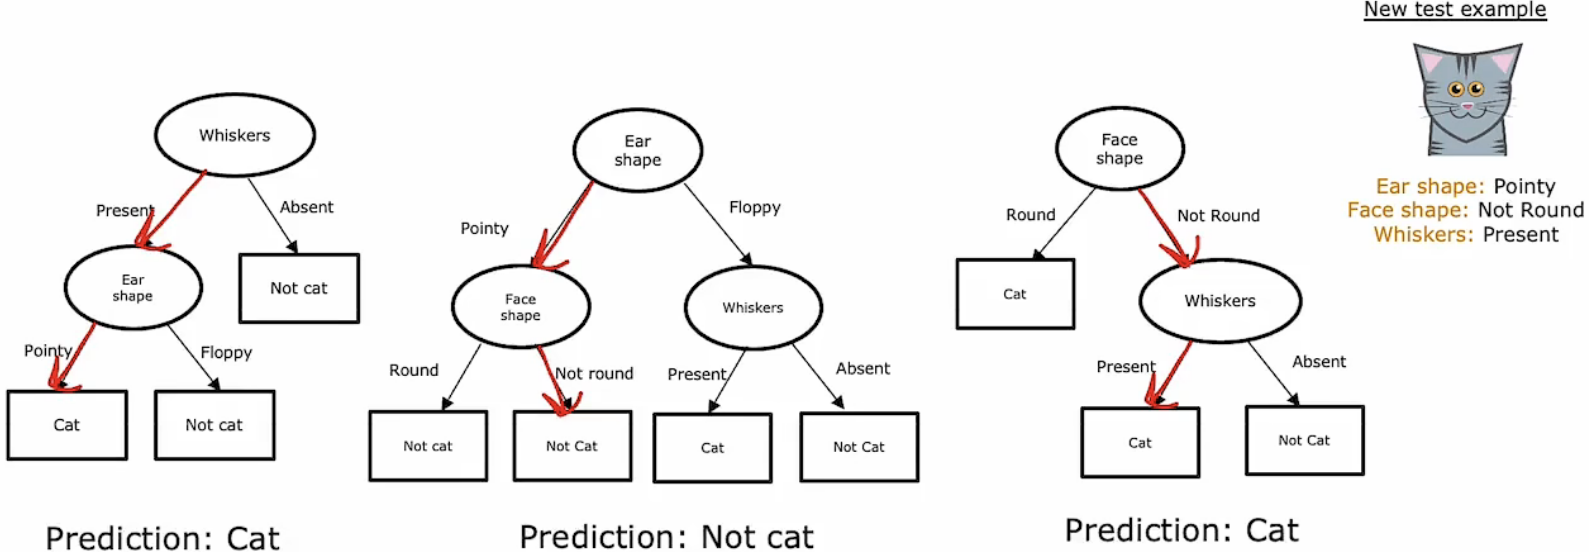 New test example
Ear shape: Pointy
Face shape: Not Round
Whiskers: Present
Whiskers
Present
Absent
Ear
shape
Not cat
Pointy
Floppy
Cat
Not cat
Prediction: Cat
Ear
shape
Pointy
Floppy
Face
shape
Whiskers
Round
Not round
Present
Absent
Not cat
Not Cat
Cat
Not Cat
Prediction: Not cat
Face
shape
Round
Not Round
Cat
Whiskers
Present
Absent
Cat
Not Cat
Prediction: Cat